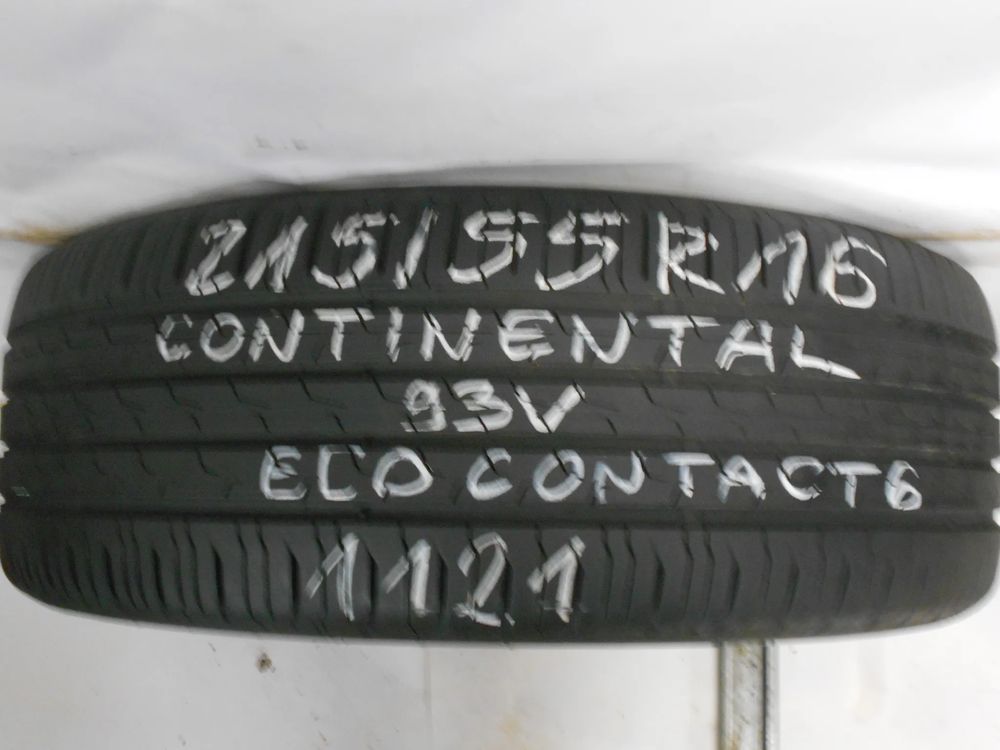 215/55R16
CONTINENTAL
93V
ECO CONTACT6
1121